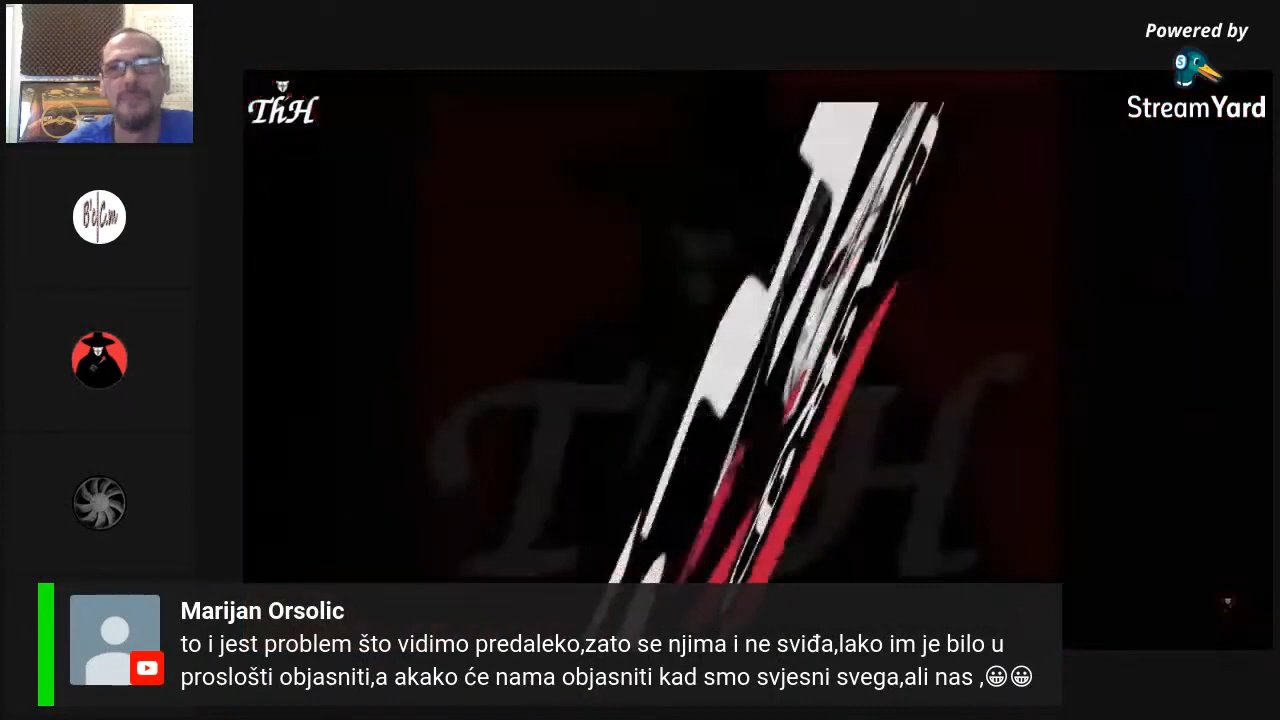 Powered by
StreamYard
ThH
B'c|C.m
ThH
Marijan Orsolic
to i jest problem što vidimo predaleko,zato se njima i ne sviđa,lako im je bilo u
proslošti objasniti,a akako će nama objasniti kad smo svjesni svega,ali nas ,😀😀